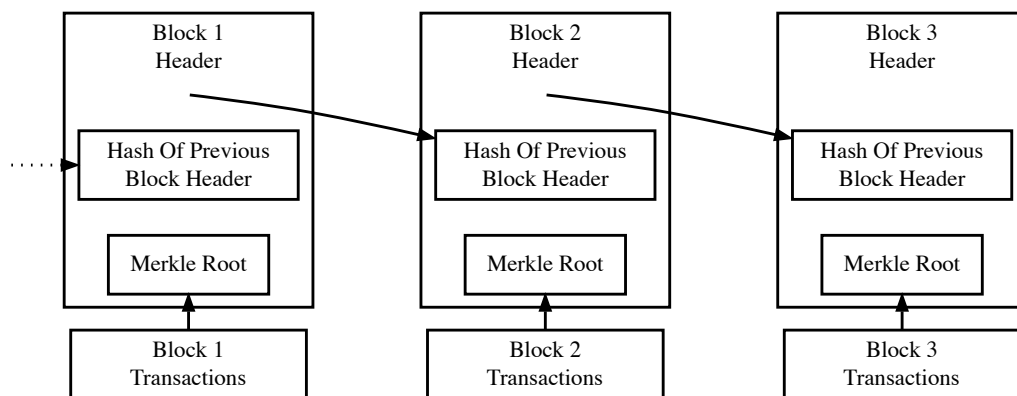 Block 1
Header
Hash Of Previous
Block Header
Merkle Root
Block 1
Transactions
Block 2
Header
Hash Of Previous
Block Header
Merkle Root
Block 2
Transactions
Block 3
Header
Hash Of Previous
Block Header
Merkle Root
Block 3
Transactions